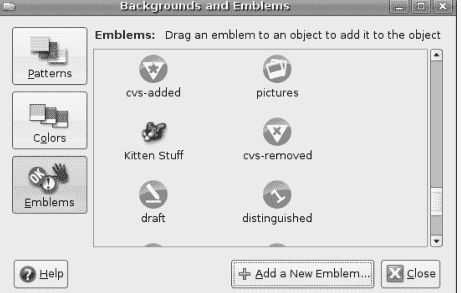 Backgrounds and Emblems
Emblems: Drag an emblem to an object to add it to the object
Patterns
Colors
Emblems
cvs-added
pictures
Kitten Stuff
cvs-removed
draft
distinguished
OK
Help
Add a New Emblem...
Close